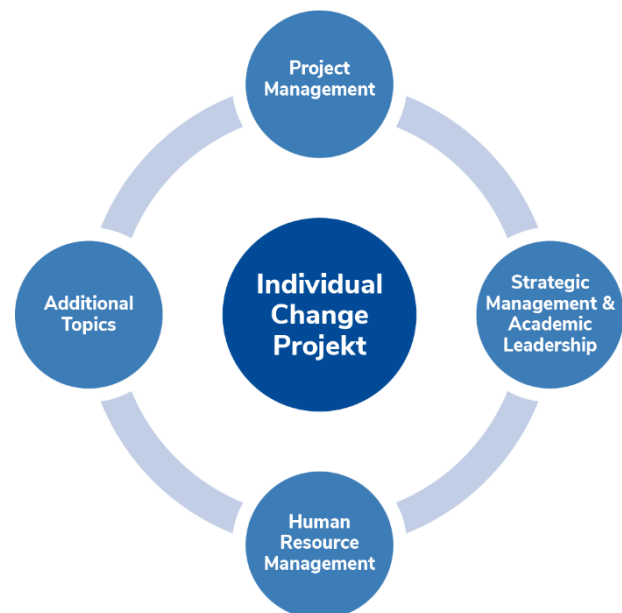 Project
Management
Individual
Change
Projekt
Strategic
Management &
Academic
Leadership
Additional
Topics
Human
Resource
Management